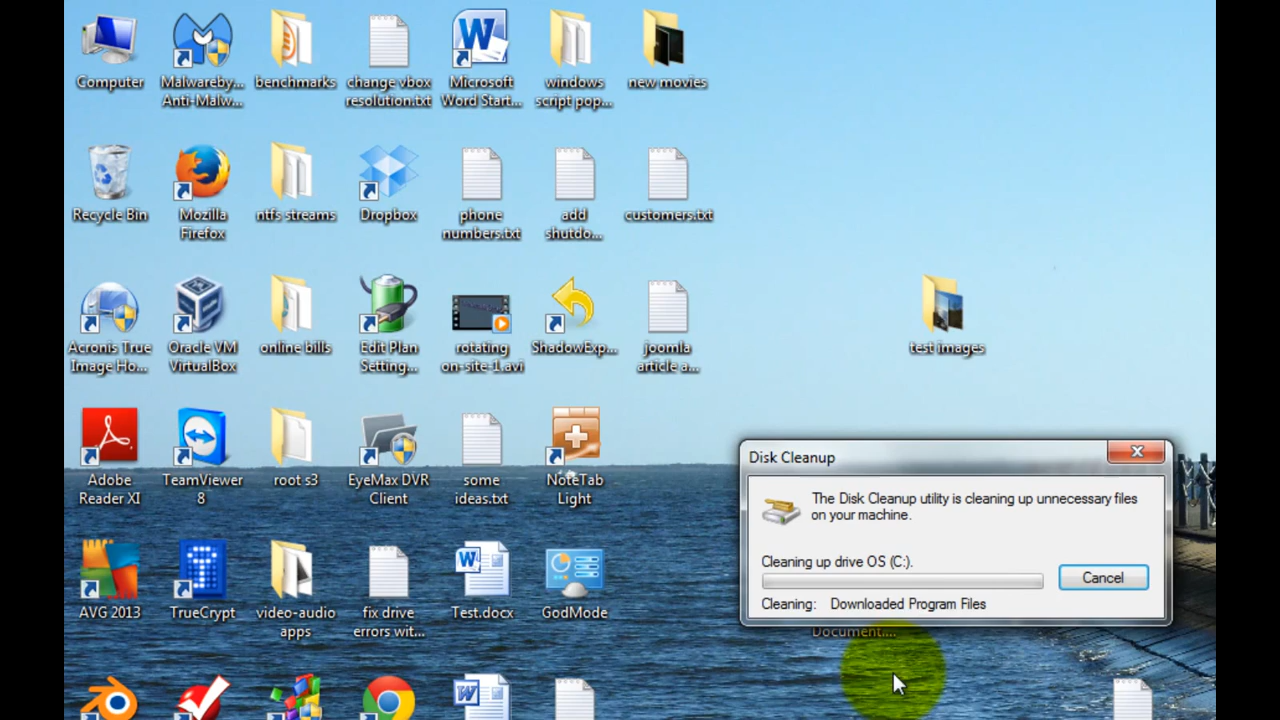 Computer
Malwareby...
Anti-Malw...
benchmarks
change vbox
resolution.txt
Microsoft
Word Start...
windows
script pop...
new movies
Recycle Bin
Mozilla
Firefox
ntfs streams
Dropbox
phone
numbers.txt
add
shutdo...
customers.txt
Acronis True
Image Ho...
Oracle VM
VirtualBox
online bills
Edit Plan
Setting...
rotating
on-site-1.avi
ShadowExp...
joomla
article a...
test images
Adobe
Reader XI
TeamViewer
8
root s3
EyeMax DVR
Client
some
ideas.txt
NoteTab
Light
Disk Cleanup
The Disk Cleanup utility is cleaning up unnecessary files
on your machine.
Cleaning up drive OS (C:).
Cancel
Cleaning: Downloaded Program Files
AVG 2013
TrueCrypt
video-audio
apps
fix drive
errors wit...
Test.docx
GodMode
Document....